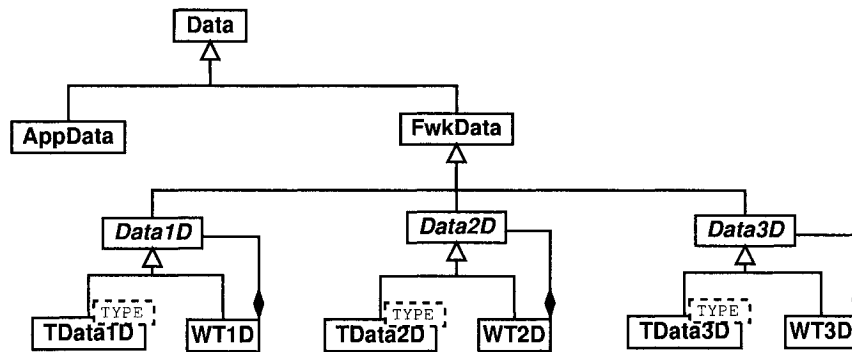 Data
AppData
FwkData
Data1D
Data2D
Data3D
TYPE
TYPE
TYPE
TData1D
WT1D
TData2D
WT2D
TData3D
WT3D